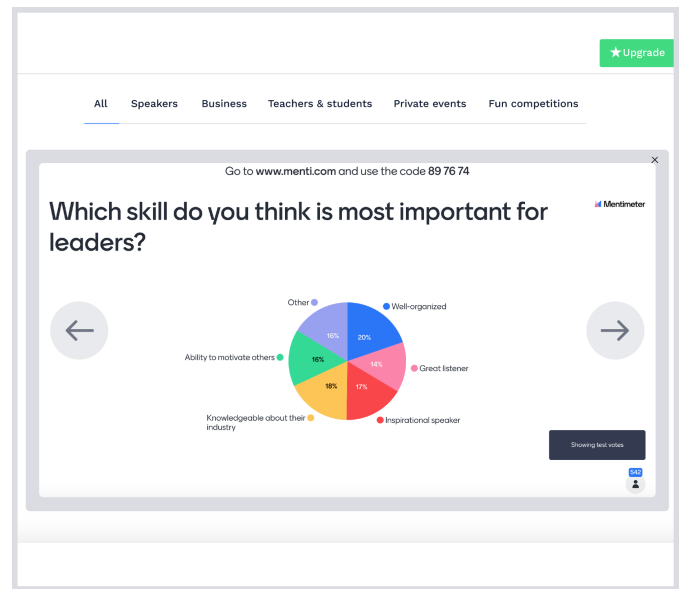 ★Upgrade
All Speakers Business Teachers & students Private events Fun competitions
Go to www.menti.com and use the code 89 76 74
Which skill do you think is most important for
leaders?
Mentimeter
Other
Well-organized
16%
20%
Ability to motivate others
16%
14%
Great listener
18%
17%
Knowledgeable about their
industry
Inspirational speaker
Showing test votes
542